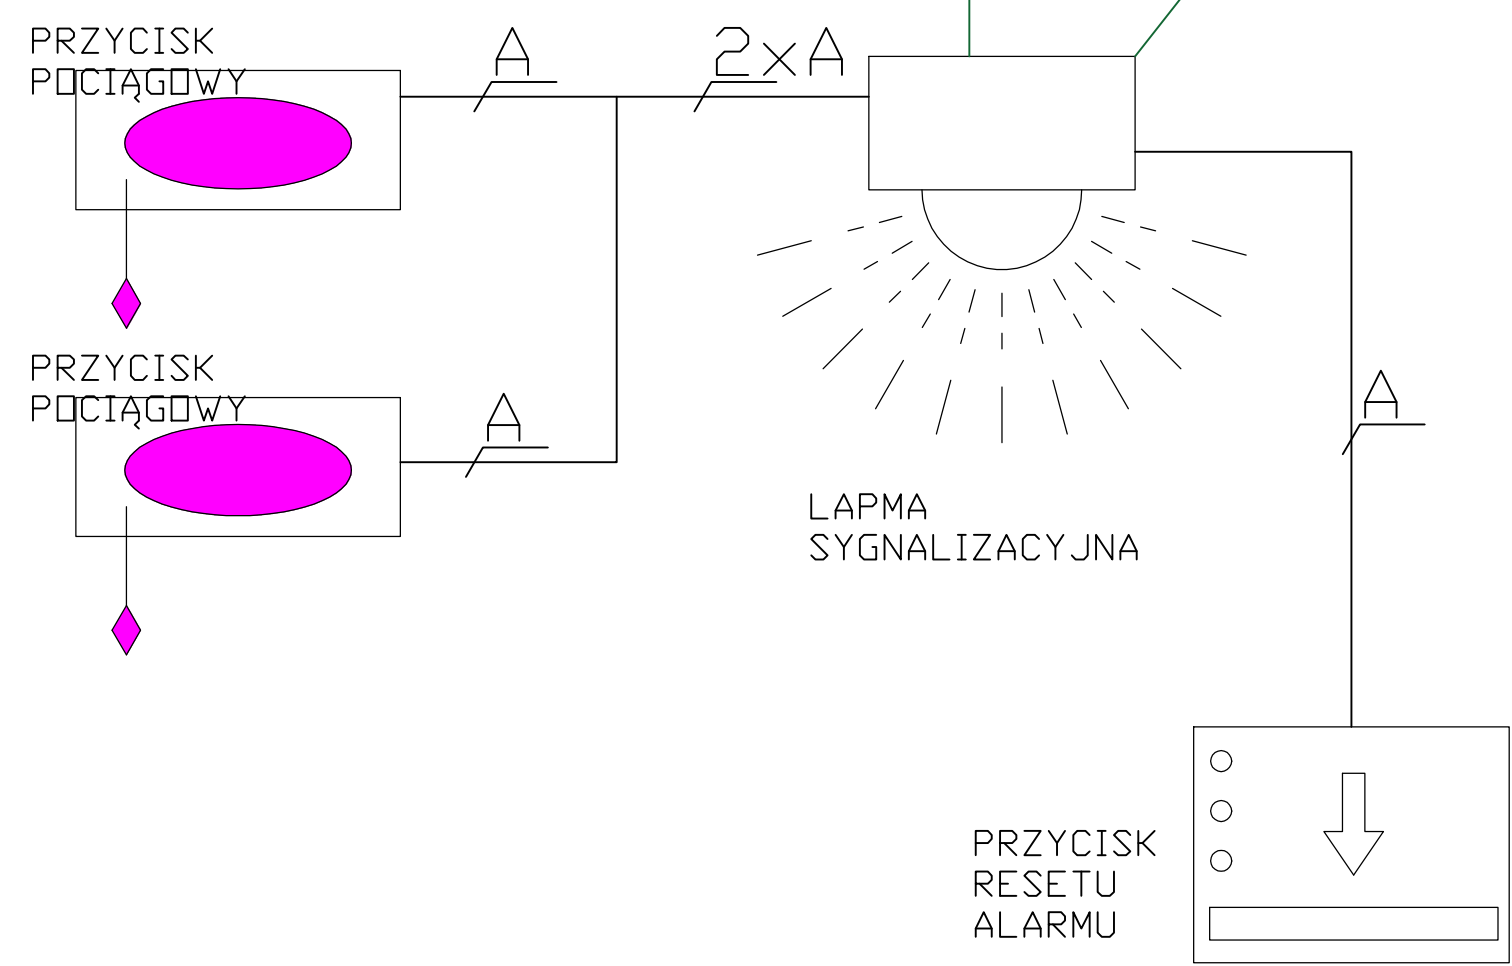 PRZYCISK
POCIĄGOWY
A
2xA
PRZYCISK
POCIĄGOWY
A
A
LAPMA
SYGNALIZACYJNA
PRZYCISK
RESETU
ALARMU